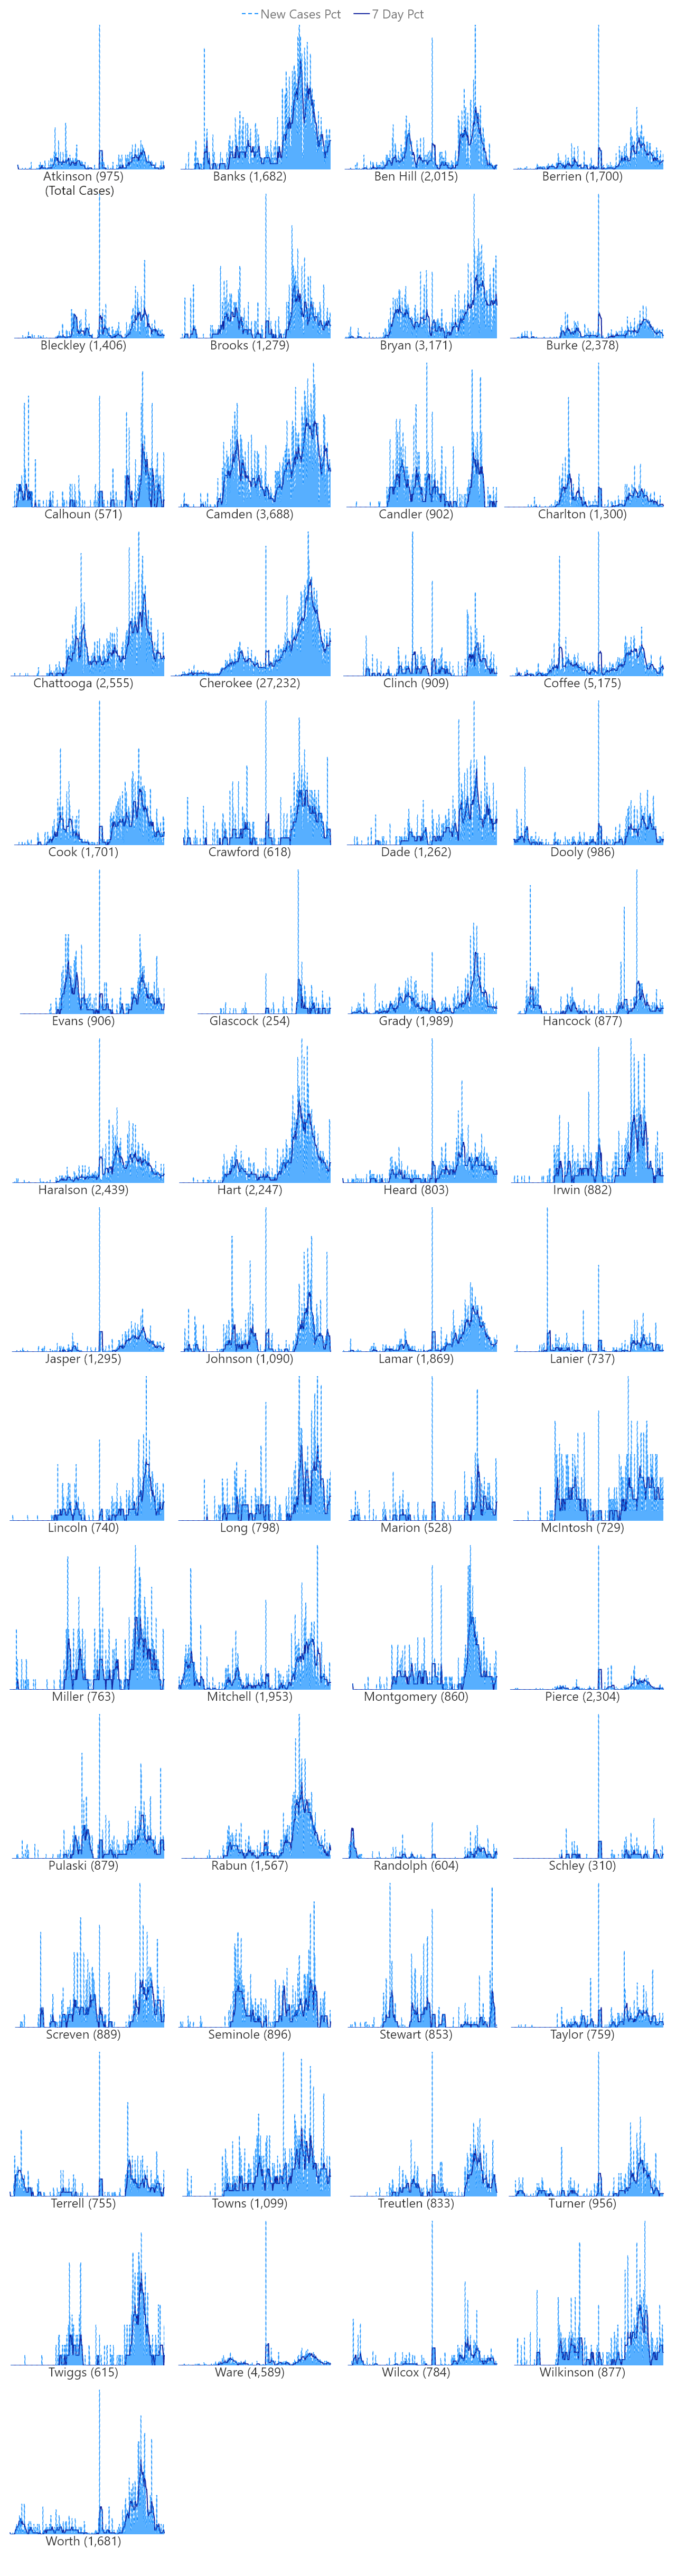 New Cases Pct 7 Day Pct
Atkinson (975) Banks (1,682) Ben Hill (2,015) Berrien (1,700)
(Total Cases)
Bleckley (1,406) Brooks (1,279) Bryan (3,171) Burke (2,378)
Calhoun (571) Camden (3,688) Candler (902) Charlton (1,300)
Chattooga (2,555) Cherokee (27,232) Clinch (909) Coffee (5,175)
Cook (1,701) Crawford (618) Dade (1,262) Dooly (986)
Evans (906) Glascock (254) Grady (1,989) Hancock (877)
Haralson (2,439) Hart (2,247) Heard (803) Irwin (882)
Jasper (1,295) Johnson (1,090) Lamar (1,869) Lanier (737)
Lincoln (740) Long (798) Marion (528) McIntosh (729)
Miller (763) Mitchell (1,953) Montgomery (860) Pierce (2,304)
Pulaski (879) Rabun (1,567) Randolph (604) Schley (310)
Screven (889) Seminole (896) Stewart (853) Taylor (759)
Terrell (755) Towns (1,099) Treutlen (833) Turner (956)
Twiggs (615) Ware (4,589) Wilcox (784) Wilkinson (877)
Worth (1,681)